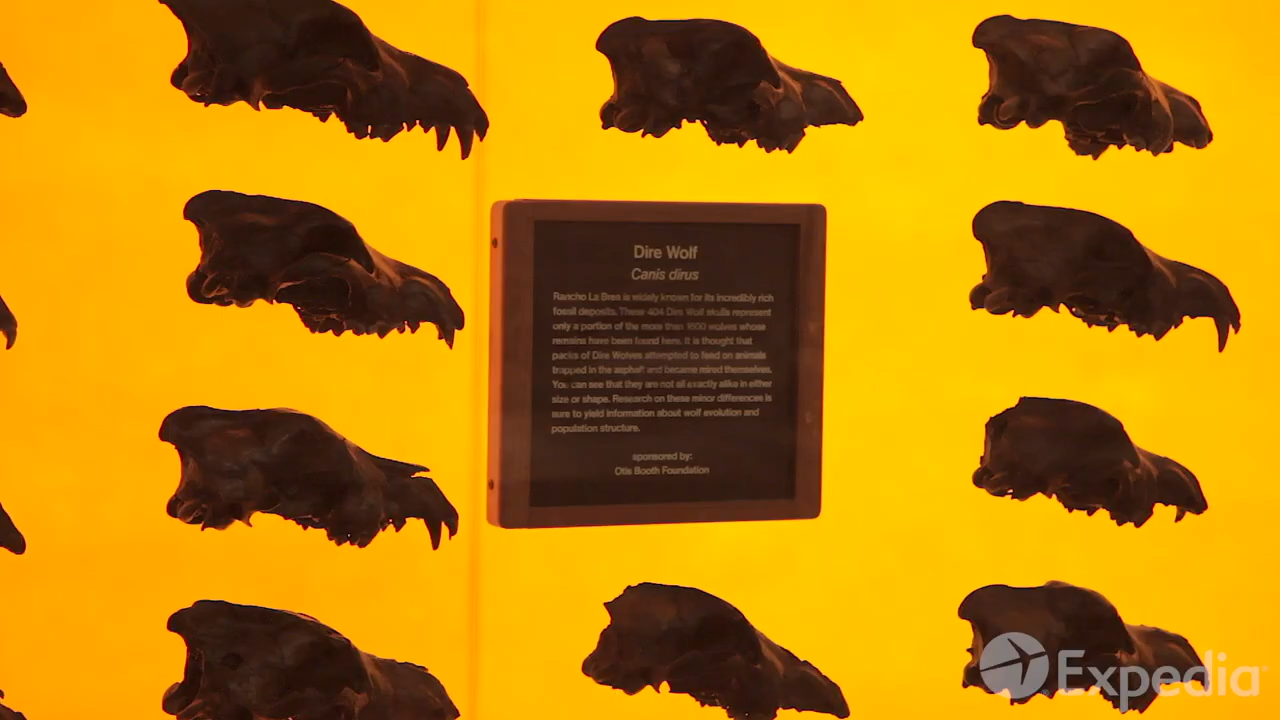 Dire Wolf
Canis dirus
Rancho La Brea is widely known for its incredibly rich
fossil deposits. These 404 Dire Wolf skulls represent
only a portion of the more than 1600 wolves whose
remains have been found here. It is thought that
packs of Dire Wolves attempted to feed on animals
trapped in the asphalt and became mired themselves.
You can see that they are not all exactly alike in either
size or shape. Research on these minor differences is
sure to yield information about wolf evolution and
population structure.
sponsored by:
Otis Booth Foundation
Expedia